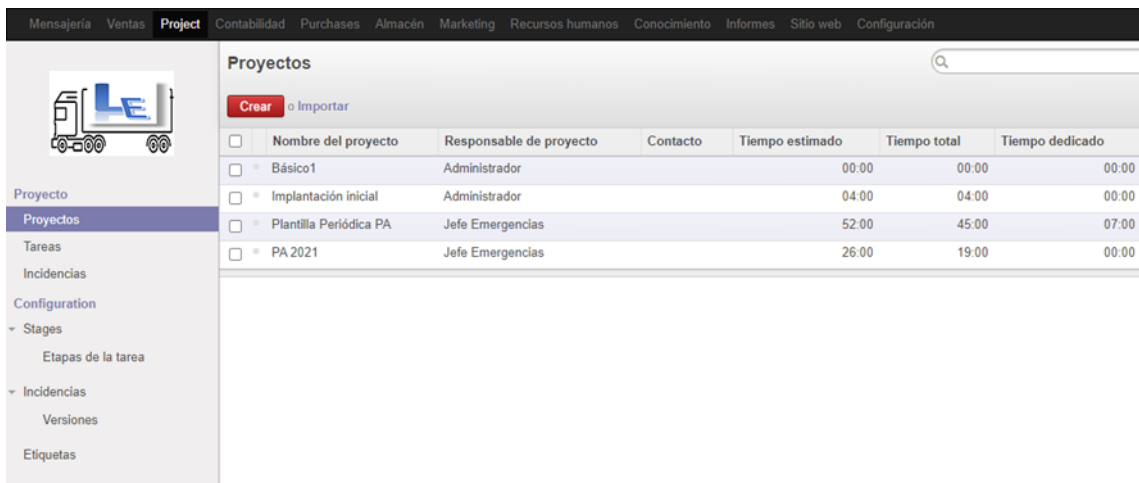 Mensajería Ventas Project Contabilidad Purchases Almacén Marketing Recursos humanos Conocimiento Informes Sitio web Configuración
LE
Proyectos
Crear o Importar
Nombre del proyecto Responsable de proyecto Contacto Tiempo estimado Tiempo total Tiempo dedicado
Básico1 Administrador 00:00 00:00 00:00
Implantación inicial Administrador 04:00 04:00 00:00
Plantilla Periódica PA Jefe Emergencias 52:00 45:00 07:00
PA 2021 Jefe Emergencias 26:00 19:00 00:00
Proyecto
Proyectos
Tareas
Incidencias
Configuration
Stages
Etapas de la tarea
Incidencias
Versiones
Etiquetas